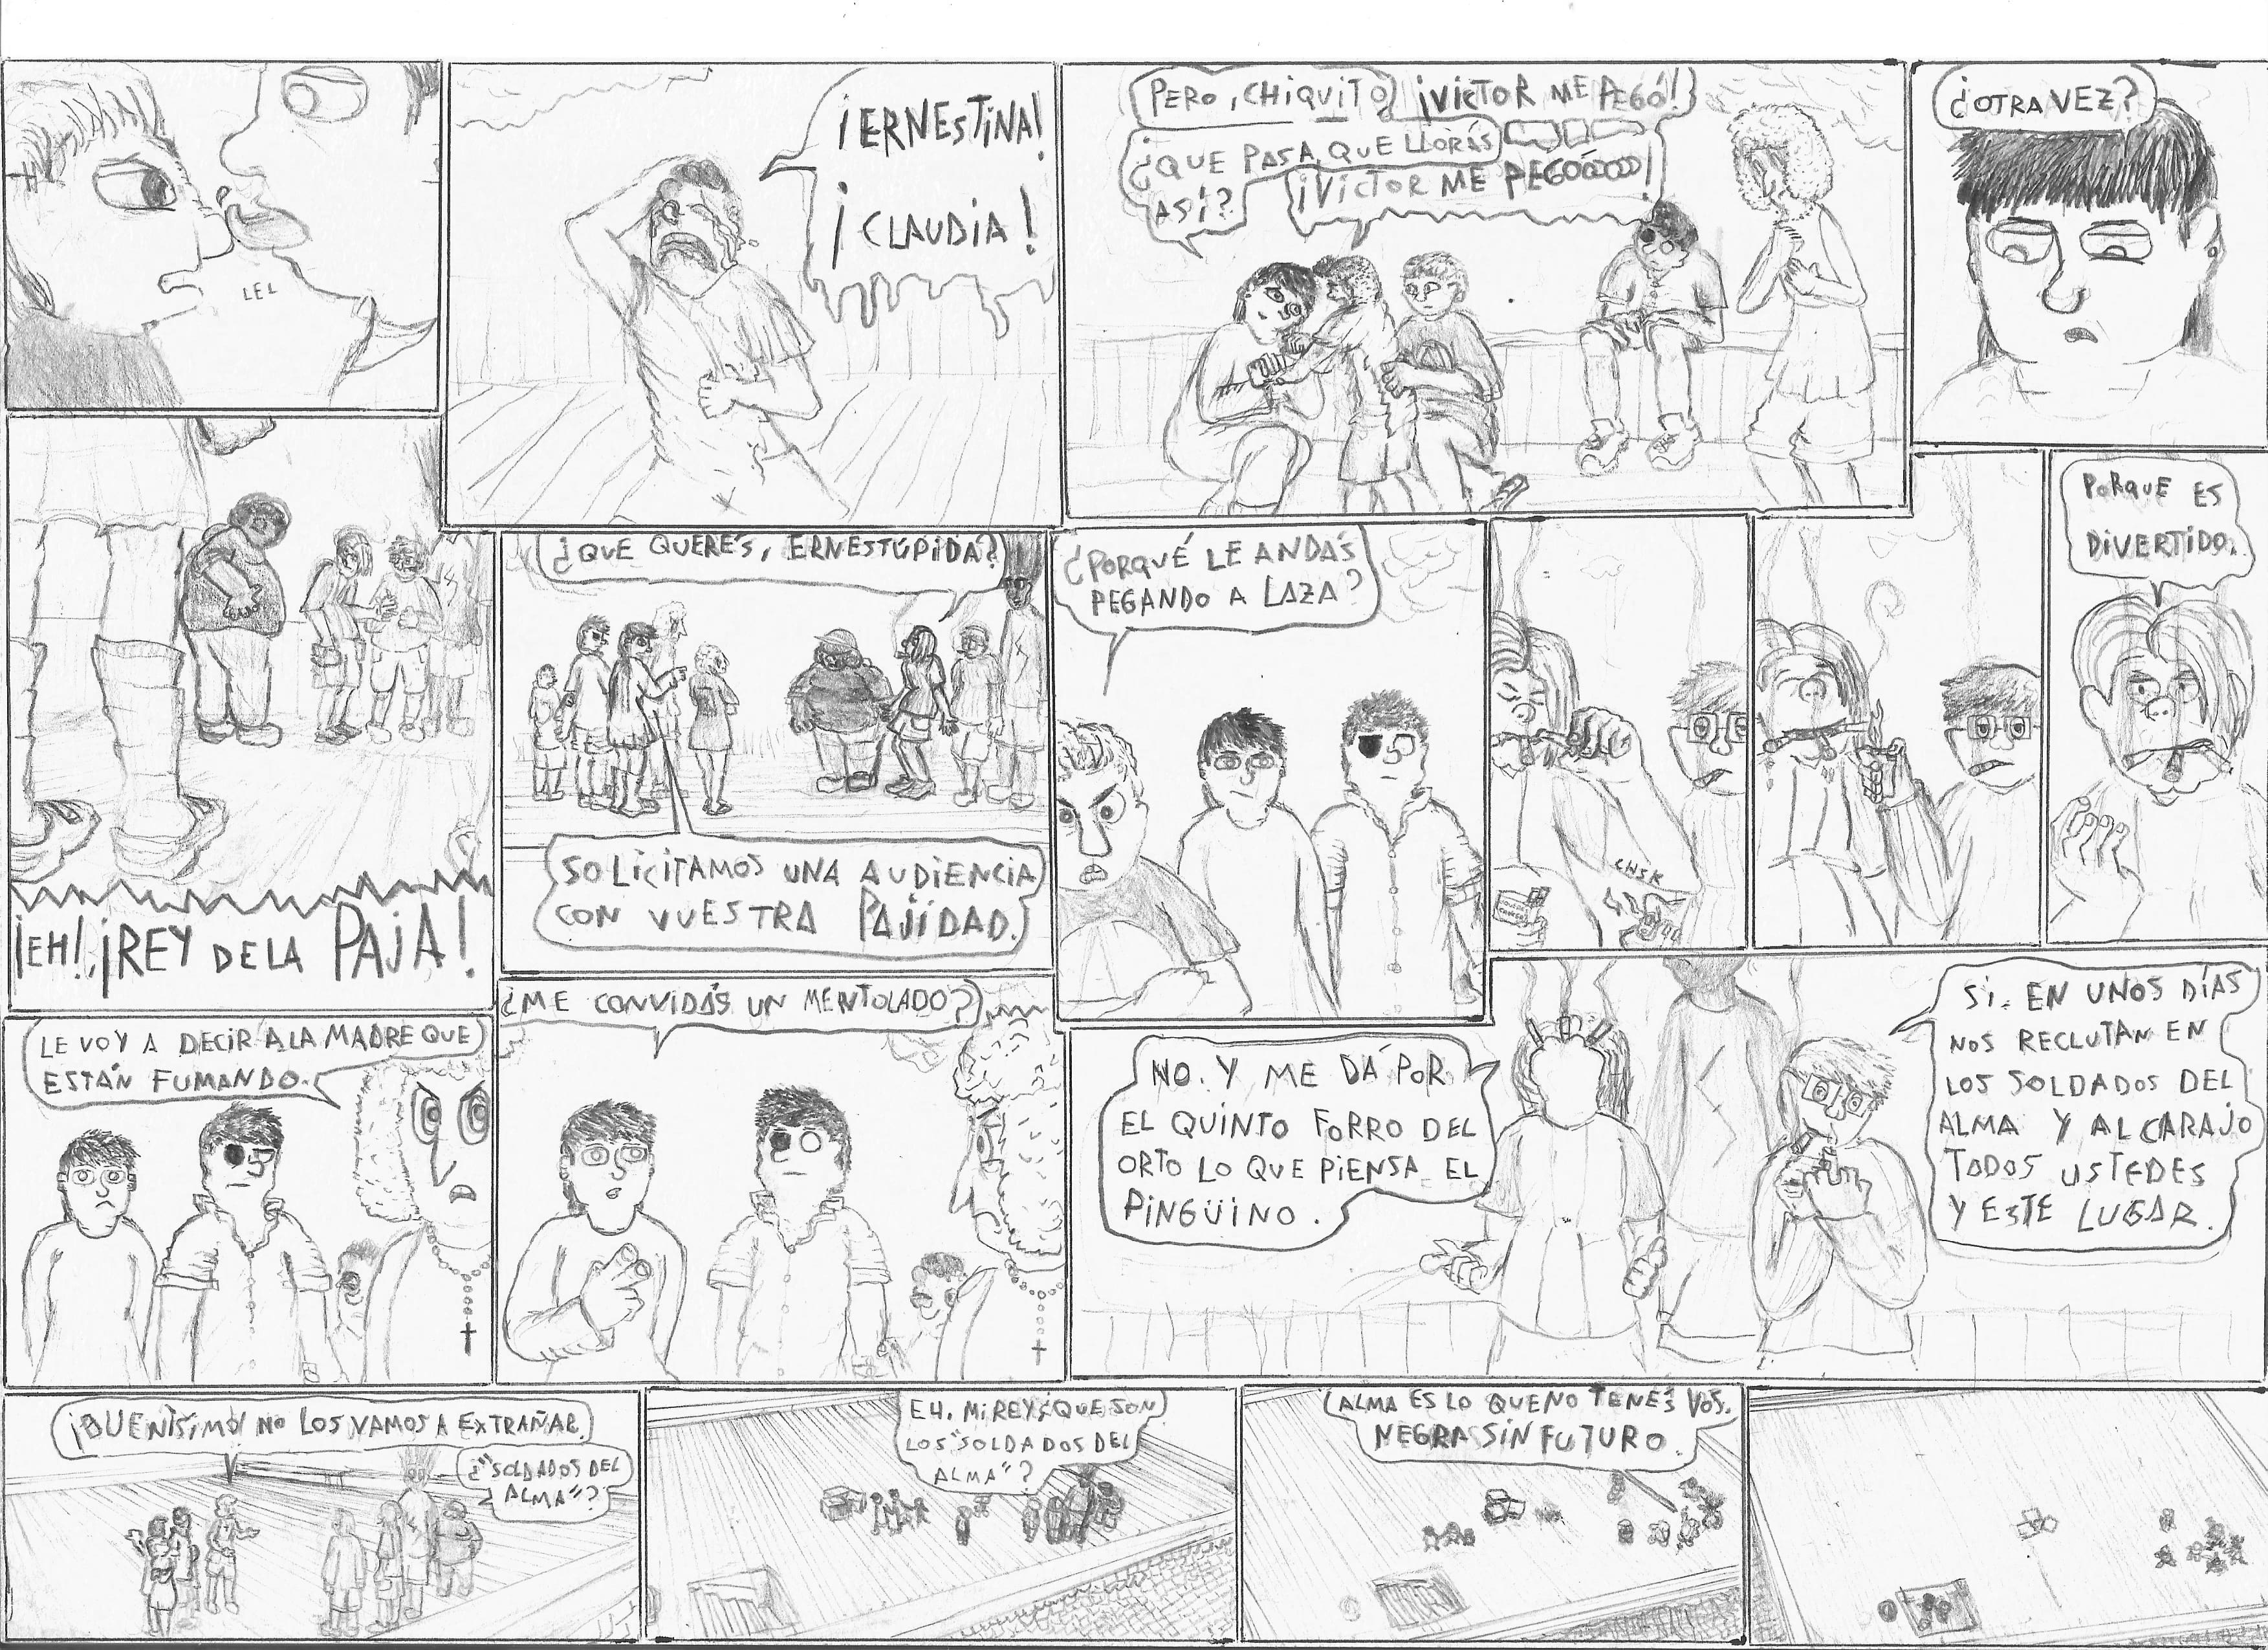 LEL
¡ERNESTINA!
¡CLAUDIA!
PERO, CHIQUITO
¿QUE PASA, QUE LLORÁS
ASÍ?
¡VICTOR ME PEGÓ!
¡VICTOR ME PEGÓOOOO!
¿OTRA VEZ?
¡EH!, ¡REY DE LA PAJA!
¿QUE QUERÉS, ERNESTÚPIDA?
SOLICITAMOS UNA AUDIENCIA
CON VUESTRA PAJIDAD.
¿PORQUÉ LE ANDÁS
PEGANDO A LAZA?
CHSK
PORQUE ES
DIVERTIDO.
LE VOY A DECIR A LA MADRE QUE
ESTÁN FUMANDO.
¿ME CONVIDÁS UN MENTOLADO?
NO. Y ME DÁ POR
EL QUINTO FORRO DEL
ORTO LO QUE PIENSA EL
PINGÜINO.
SI. EN UNOS DÍAS
NOS RECLUTAN EN
LOS SOLDADOS DEL
ALMA Y AL CARAJO
TODOS USTEDES
Y ESTE LUGAR.
¡BUENÍSIMO! NO LOS VAMOS A EXTRAÑAR.
¿"SOLDADOS DEL
ALMA"?
EH, MI REY ¿QUE SON
LOS "SOLDADOS DEL
ALMA"?
ALMA ES LO QUE NO TENÉS VOS,
NEGRA SIN FUTURO.